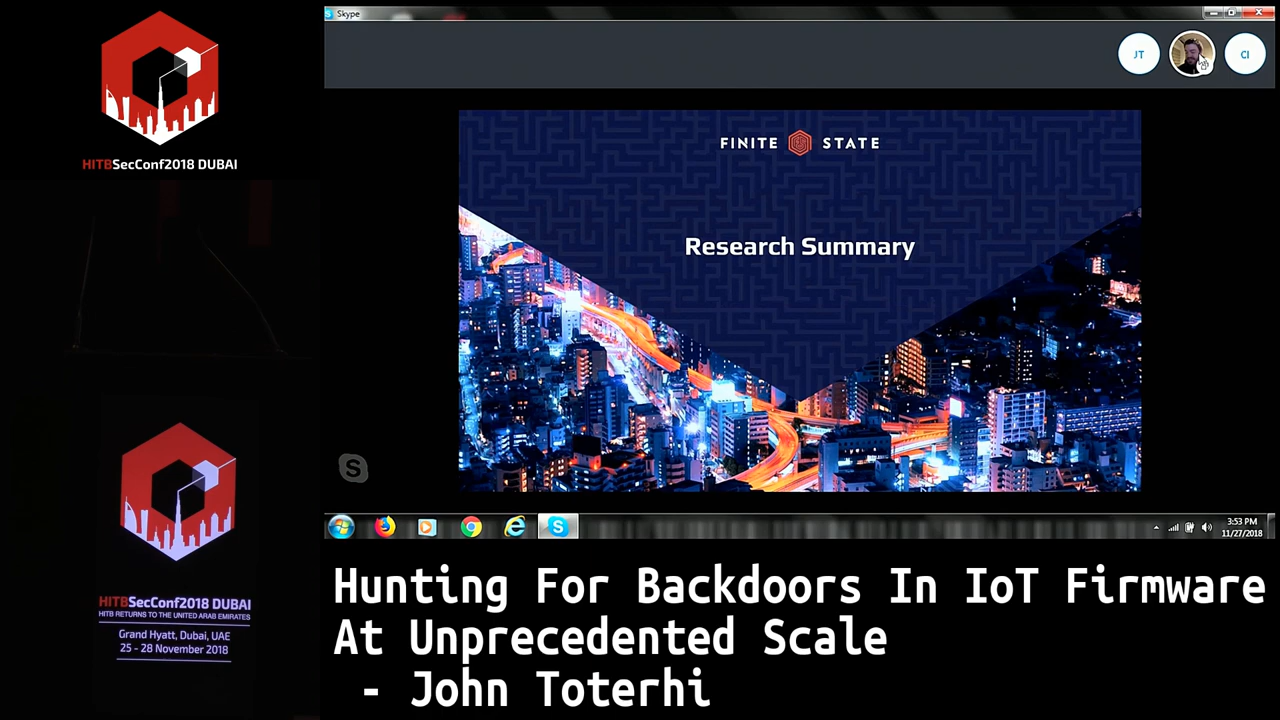 HITBSecConf2018 DUBAI
HITBSecConf2018 DUBAI
HITB RETURNS TO THE UNITED ARAB EMIRATES
Grand Hyatt, Dubai, UAE
25 - 28 November 2018
Skype
JT
CI
FINITE STATE
Research Summary
S
3:53 PM
11/27/2018
Hunting For Backdoors In IoT Firmware
At Unprecedented Scale
- John Toterhi